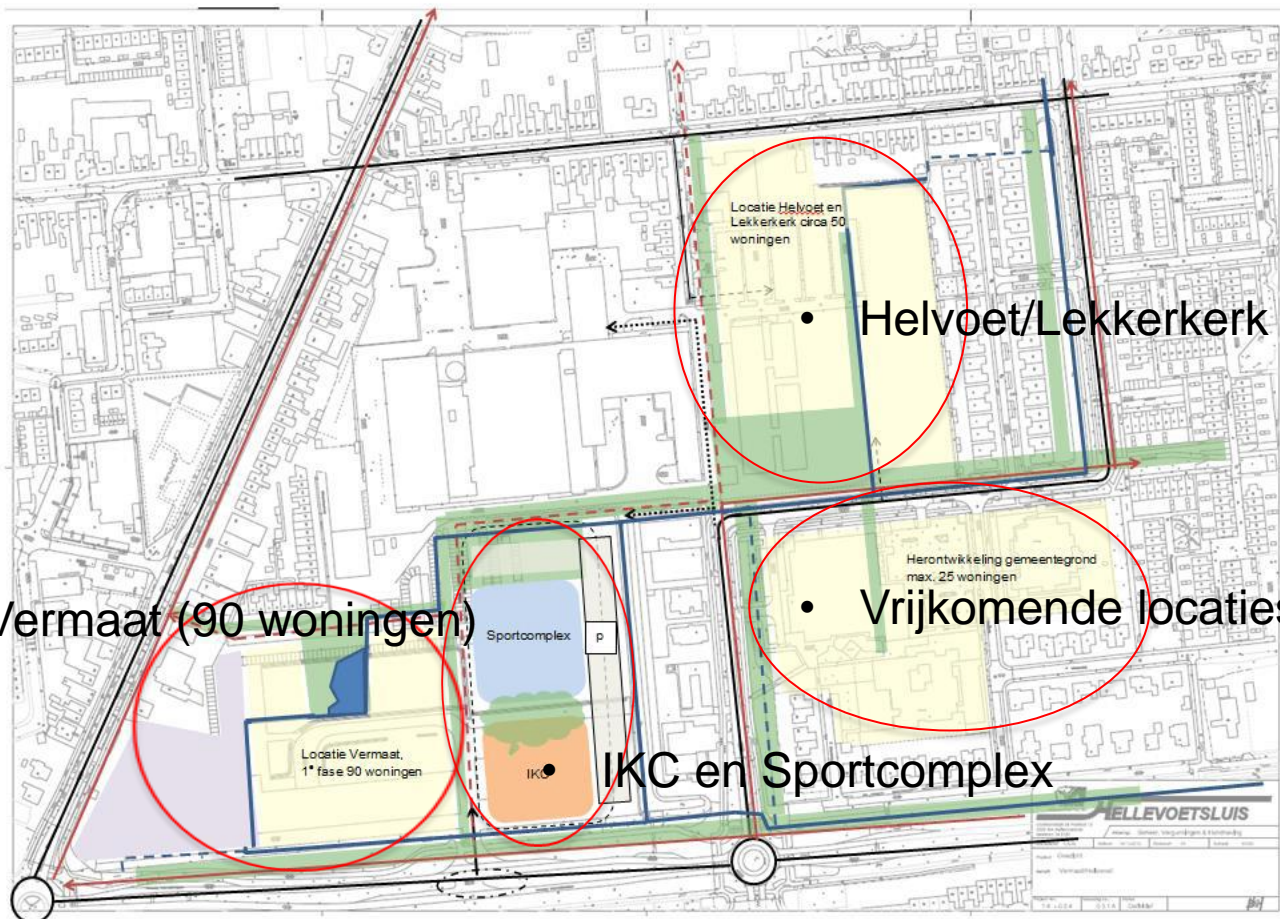 Locatie Helvoet en
Lekkerkerk circa 50
woningen
• Helvoet/Lekkerkerk
Herontwikkeling gemeentegrond
max. 25 woningen
• Vrijkomende locaties
Vermaat (90 woningen)
Sportcomplex
p
Locatie Vermaat,
1e fase 90 woningen
IKC
• IKC en Sportcomplex
HELLEVOETSLUIS